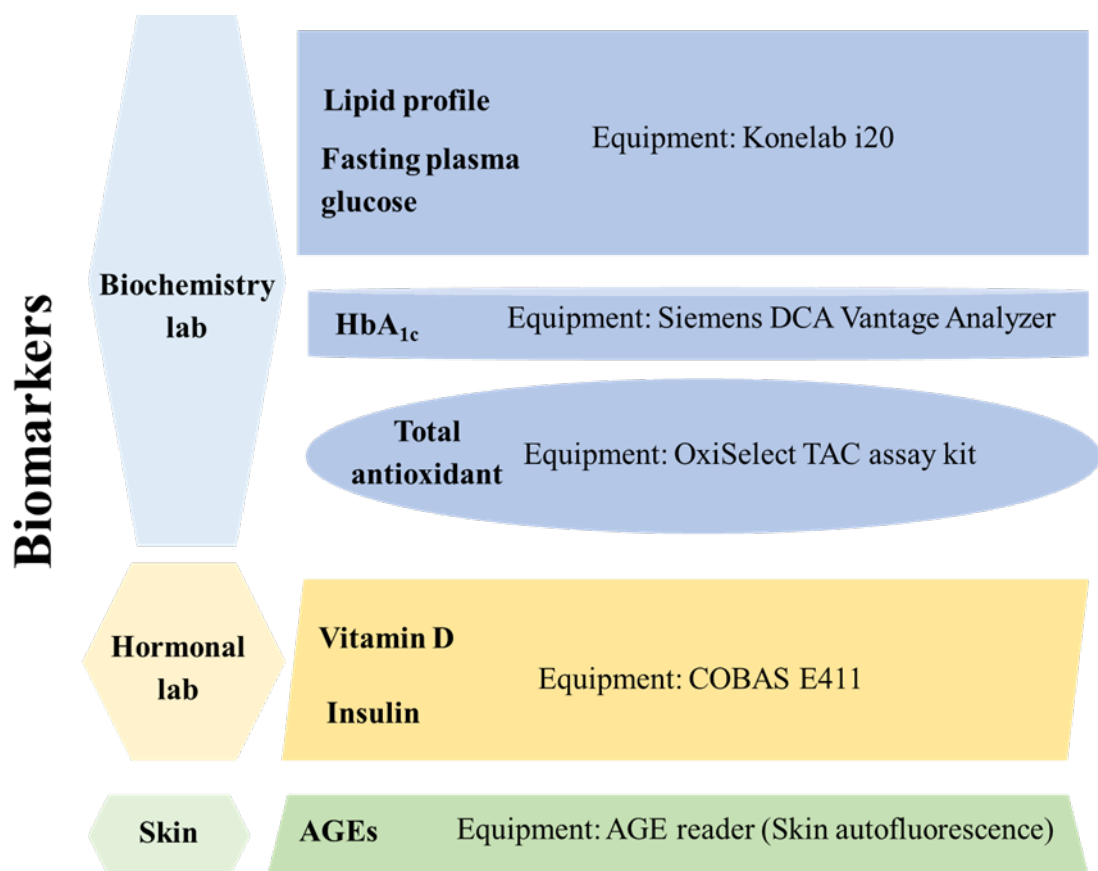 Biomarkers
Biochemistry
lab
Lipid profile
Fasting plasma
glucose
Equipment: Konelab i20
HbA1c
Equipment: Siemens DCA Vantage Analyzer
Total
antioxidant
Equipment: OxiSelect TAC assay kit
Hormonal
lab
Vitamin D
Insulin
Equipment: COBAS E411
Skin
AGEs
Equipment: AGE reader (Skin autofluorescence)